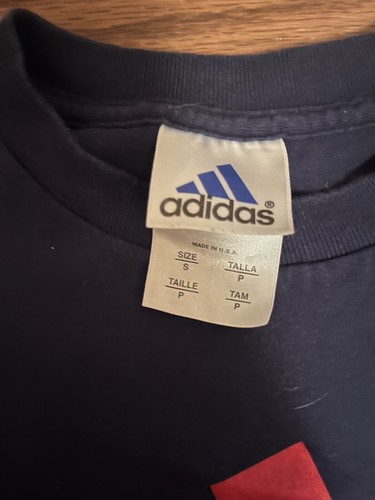 adidas®
MADE IN U.S.A.
SIZE
S
TALLA
P
TAILLE
P
TAM
P